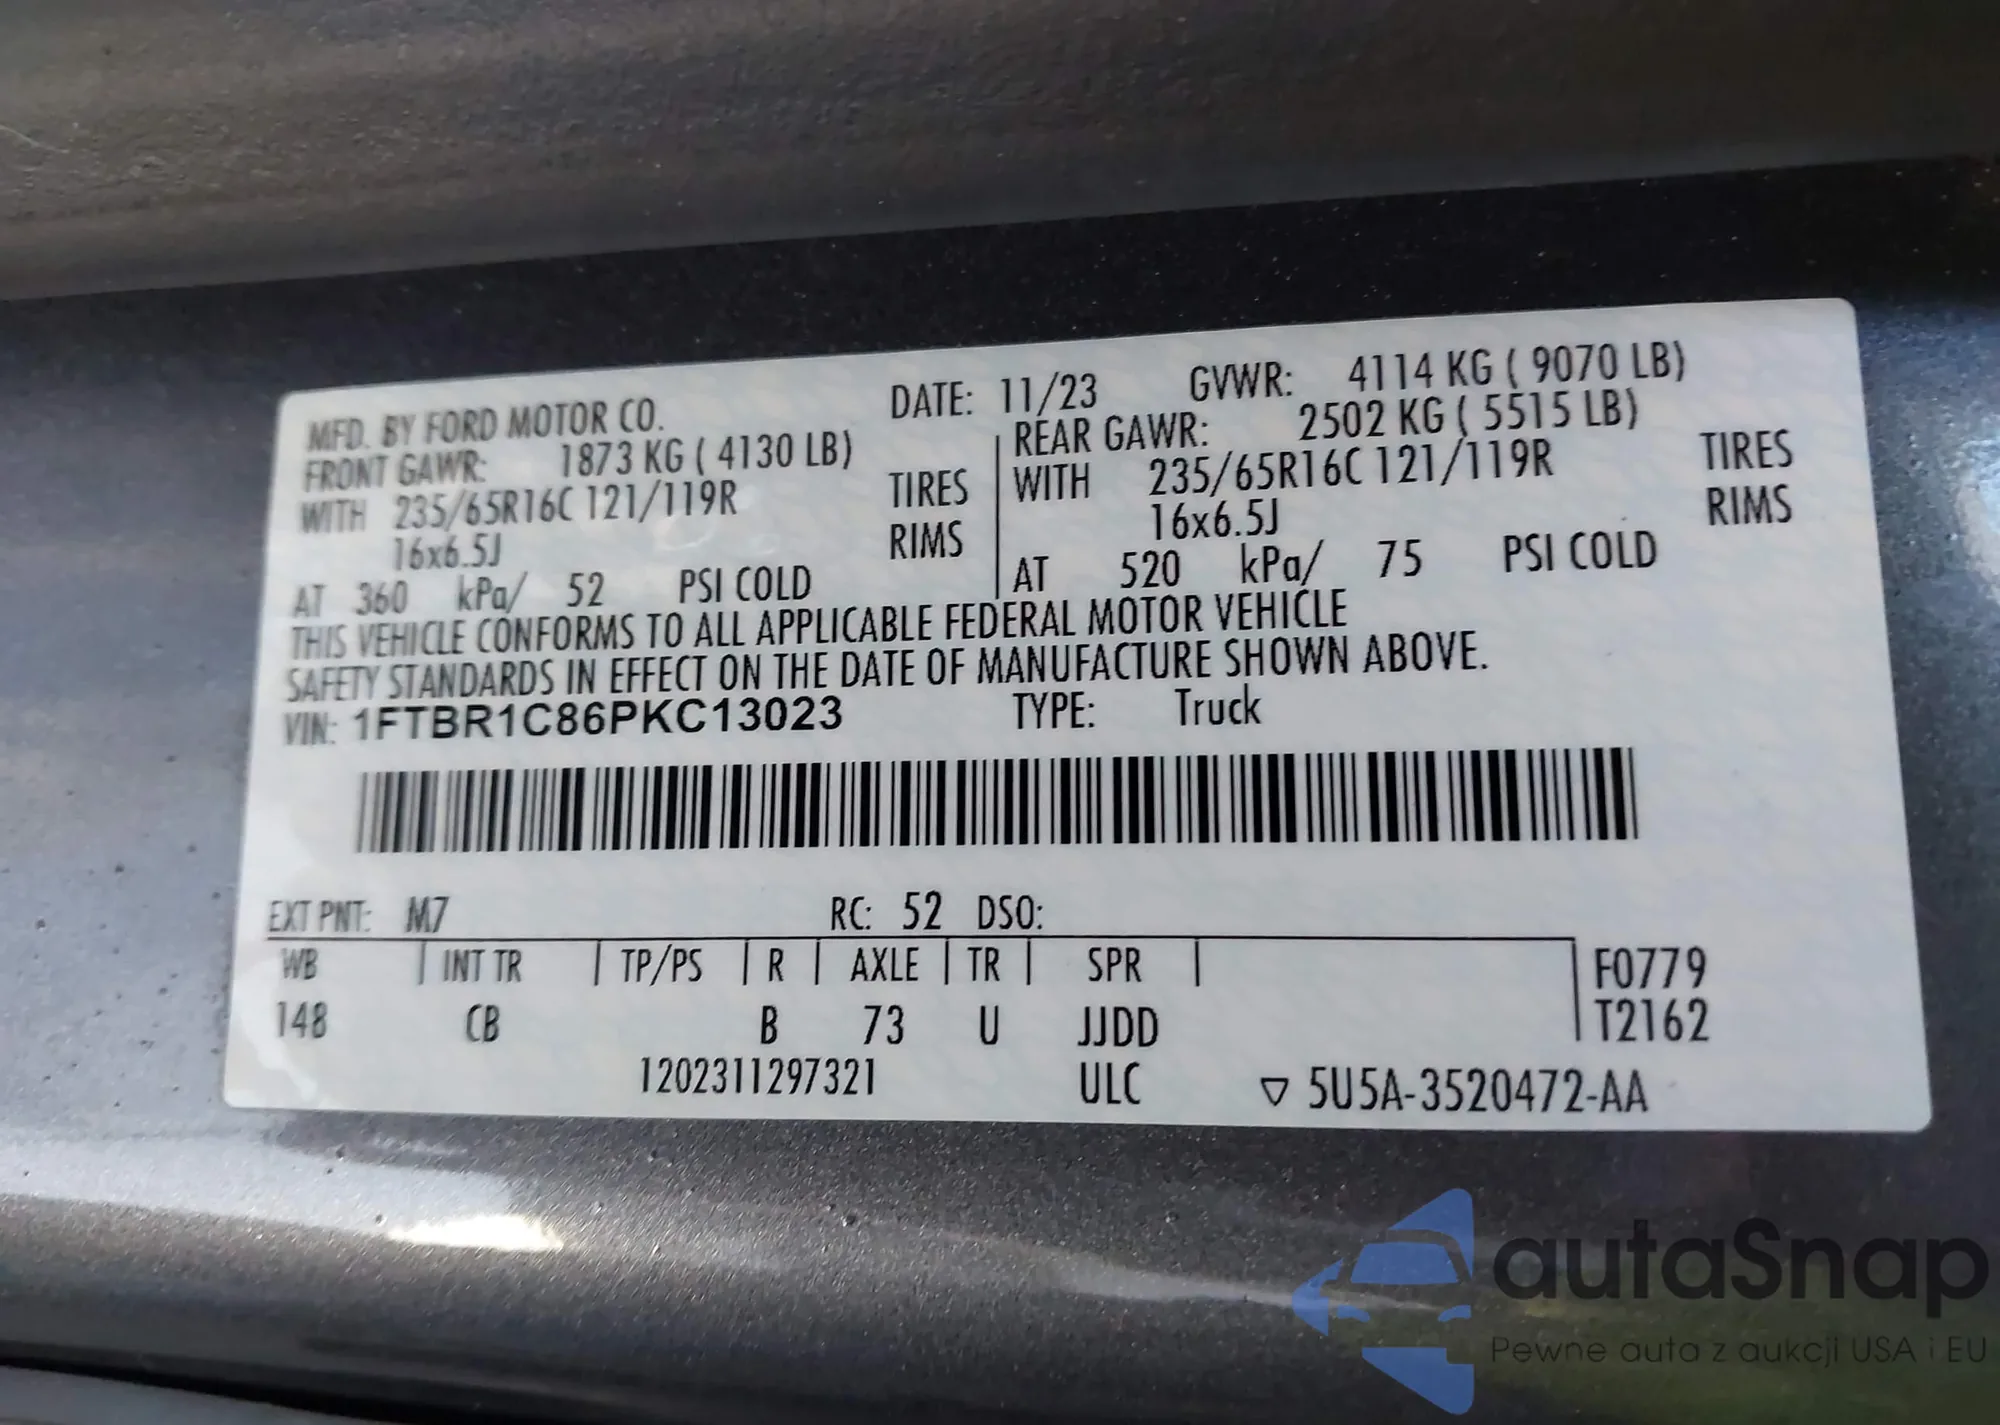 MFD. BY FORD MOTOR CO. DATE: 11/23 GVWR: 4114 KG ( 9070 LB)
FRONT GAWR: 1873 KG ( 4130 LB) REAR GAWR: 2502 KG ( 5515 LB)
WITH 235/65R16C 121/119R TIRES WITH 235/65R16C 121/119R TIRES
16x6.5J RIMS 16x6.5J RIMS
AT 360 kPa/ 52 PSI COLD AT 520 kPa/ 75 PSI COLD
THIS VEHICLE CONFORMS TO ALL APPLICABLE FEDERAL MOTOR VEHICLE
SAFETY STANDARDS IN EFFECT ON THE DATE OF MANUFACTURE SHOWN ABOVE.
VIN: 1FTBR1C86PKC13023 TYPE: Truck
EXT PNT: M7 RC: 52 DSO:
WB INT TR TP/PS R AXLE TR SPR F0779
148 CB B 73 U JJDD T2162
1202311297321 ULC ▽ 5U5A-3520472-AA
autaSnap
Pewne auta z aukcji USA i EU